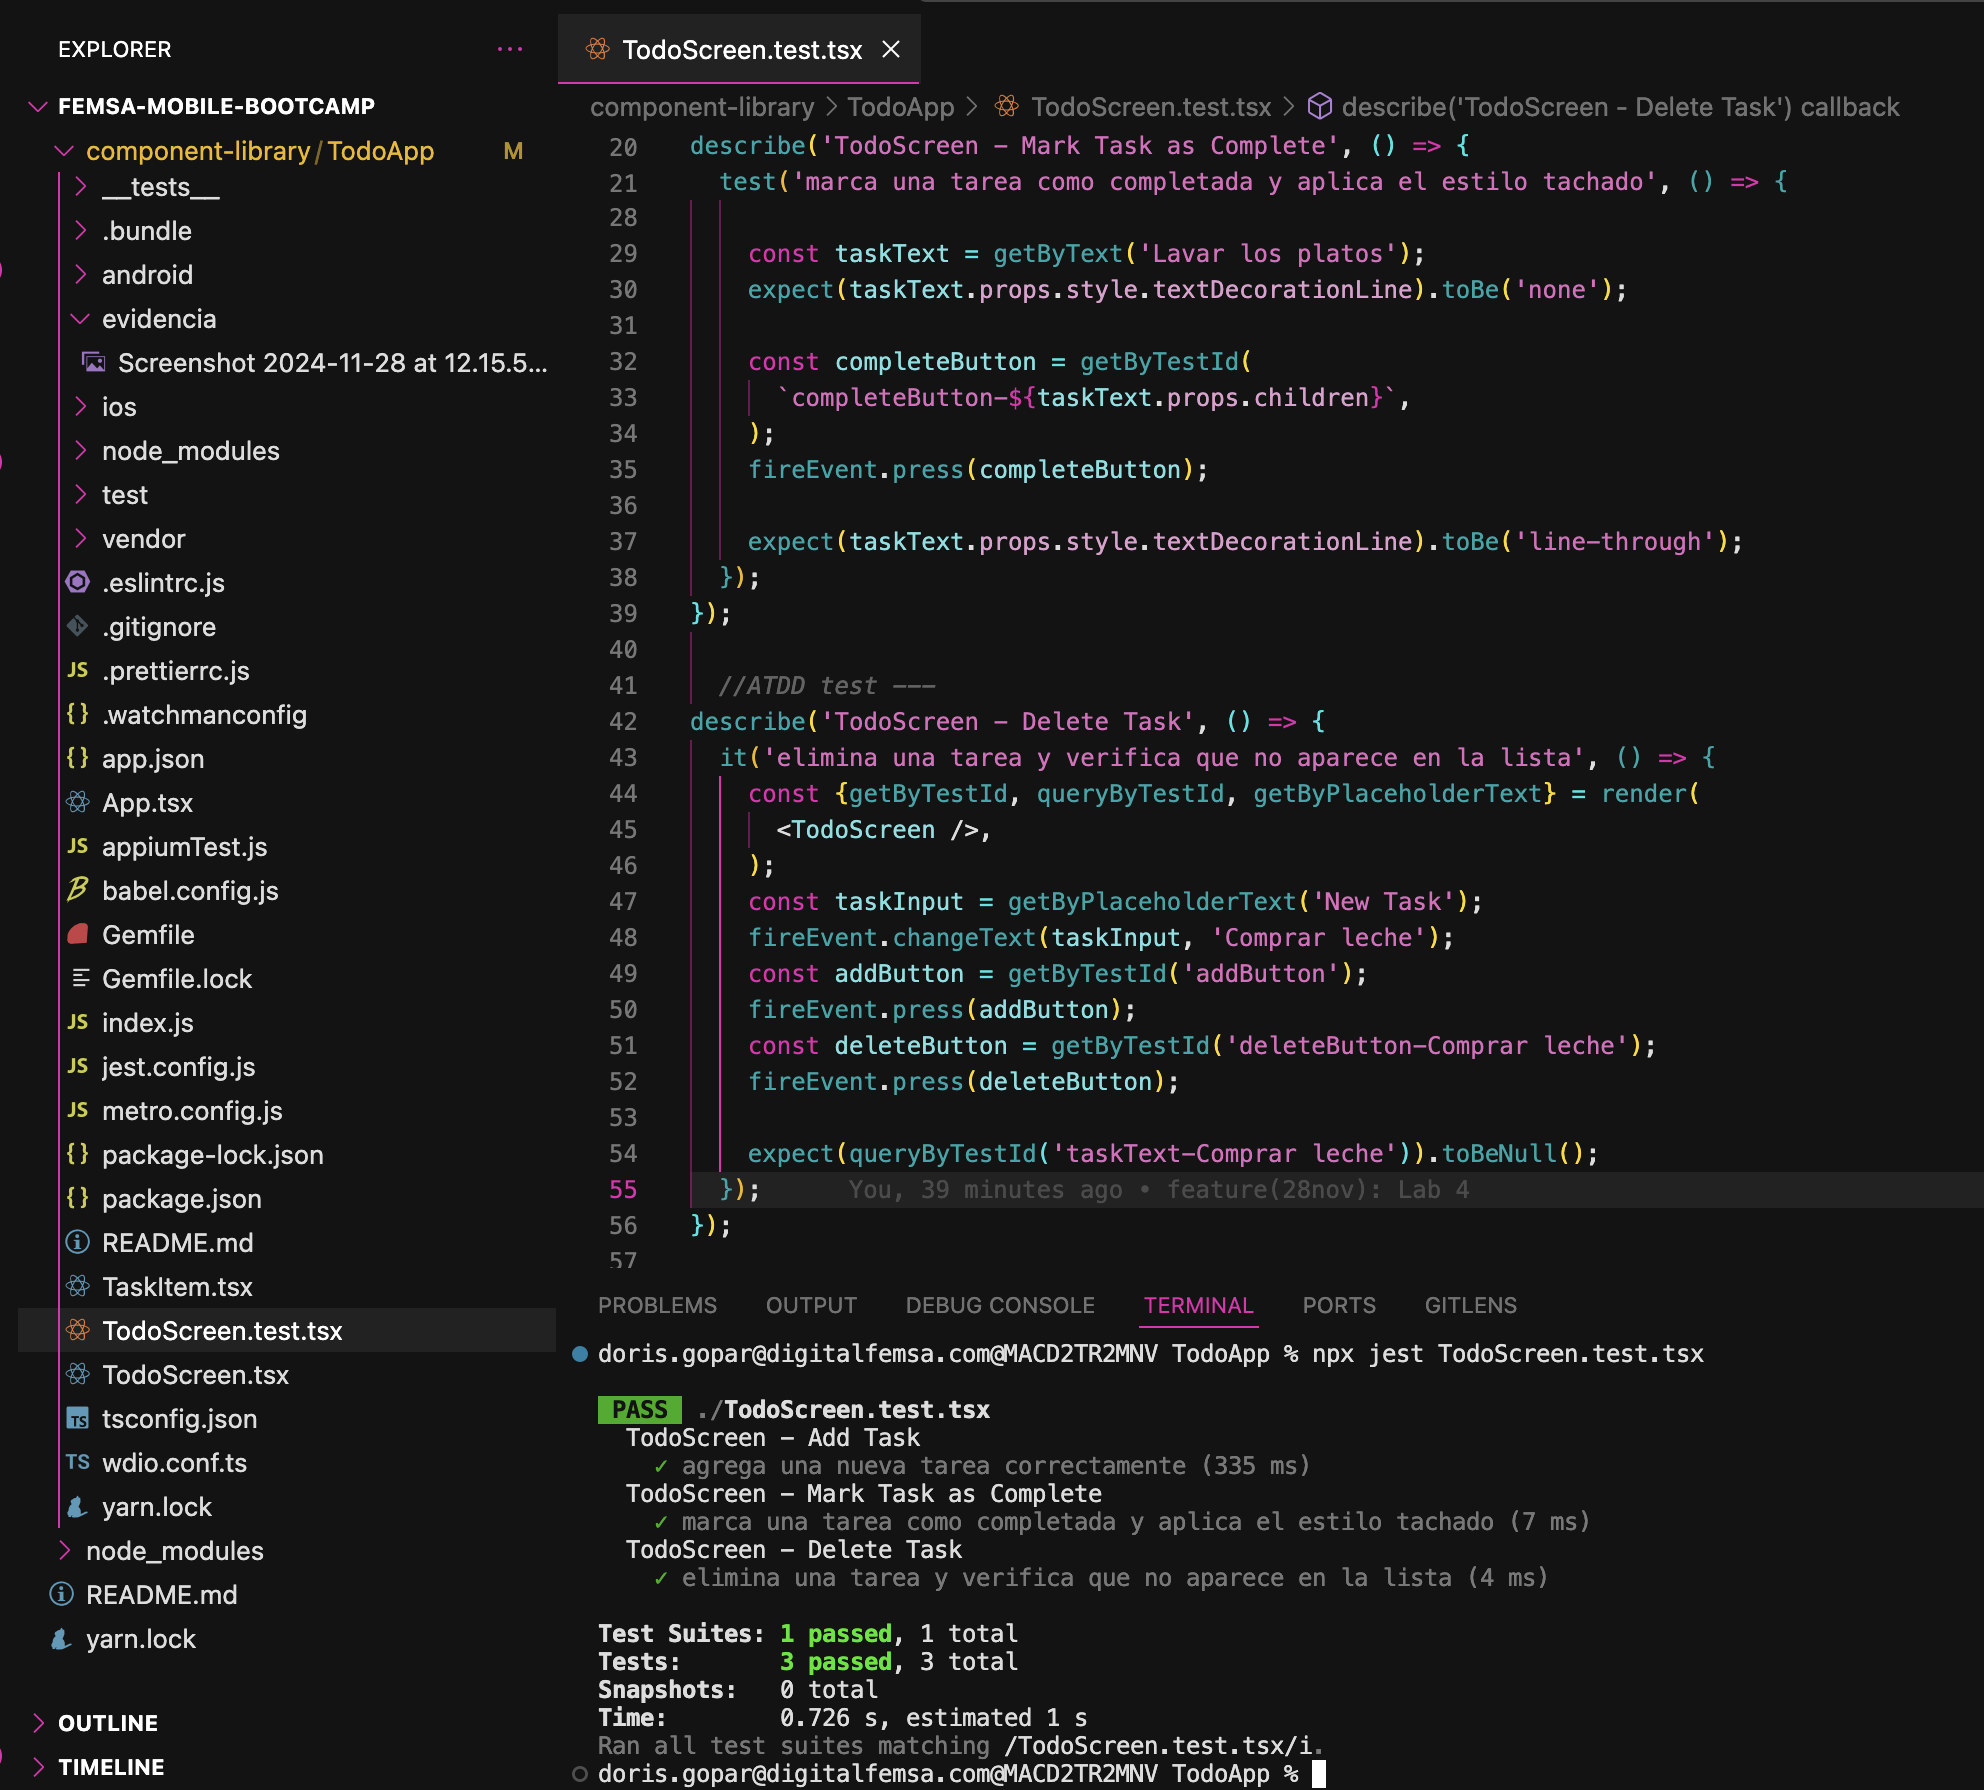 EXPLORER
...
FEMSA-MOBILE-BOOTCAMP
component-library/TodoApp M
__tests__
.bundle
android
evidencia
Screenshot 2024-11-28 at 12.15.5...
ios
node_modules
test
vendor
.eslintrc.js
.gitignore
JS .prettierrc.js
{} .watchmanconfig
{} app.json
App.tsx
JS appiumTest.js
babel.config.js
Gemfile
Gemfile.lock
JS index.js
JS jest.config.js
JS metro.config.js
{} package-lock.json
{} package.json
README.md
TaskItem.tsx
TodoScreen.test.tsx
TodoScreen.tsx
TS tsconfig.json
TS wdio.conf.ts
yarn.lock
node_modules
README.md
yarn.lock
OUTLINE
TIMELINE
TodoScreen.test.tsx
component-library > TodoApp > TodoScreen.test.tsx > describe('TodoScreen - Delete Task') callback
20 describe('TodoScreen - Mark Task as Complete', () => {
21 test('marca una tarea como completada y aplica el estilo tachado', () => {
28
29 const taskText = getByText('Lavar los platos');
30 expect(taskText.props.style.textDecorationLine).toBe('none');
31
32 const completeButton = getByTestId(
33 `completeButton-${taskText.props.children}`,
34 );
35 fireEvent.press(completeButton);
36
37 expect(taskText.props.style.textDecorationLine).toBe('line-through');
38 });
39 });
40
41 //ATDD test ---
42 describe('TodoScreen - Delete Task', () => {
43 it('elimina una tarea y verifica que no aparece en la lista', () => {
44 const {getByTestId, queryByTestId, getByPlaceholderText} = render(
45 <TodoScreen />,
46 );
47 const taskInput = getByPlaceholderText('New Task');
48 fireEvent.changeText(taskInput, 'Comprar leche');
49 const addButton = getByTestId('addButton');
50 fireEvent.press(addButton);
51 const deleteButton = getByTestId('deleteButton-Comprar leche');
52 fireEvent.press(deleteButton);
53
54 expect(queryByTestId('taskText-Comprar leche')).toBeNull();
55 }); You, 39 minutes ago • feature(28nov): Lab 4
56 });
57
PROBLEMS OUTPUT DEBUG CONSOLE TERMINAL PORTS GITLENS
doris.gopar@digitalfemsa.com@MACD2TR2MNV TodoApp % npx jest TodoScreen.test.tsx
PASS ./TodoScreen.test.tsx
TodoScreen - Add Task
✓ agrega una nueva tarea correctamente (335 ms)
TodoScreen - Mark Task as Complete
✓ marca una tarea como completada y aplica el estilo tachado (7 ms)
TodoScreen - Delete Task
✓ elimina una tarea y verifica que no aparece en la lista (4 ms)
Test Suites: 1 passed, 1 total
Tests: 3 passed, 3 total
Snapshots: 0 total
Time: 0.726 s, estimated 1 s
Ran all test suites matching /TodoScreen.test.tsx/i.
doris.gopar@digitalfemsa.com@MACD2TR2MNV TodoApp %